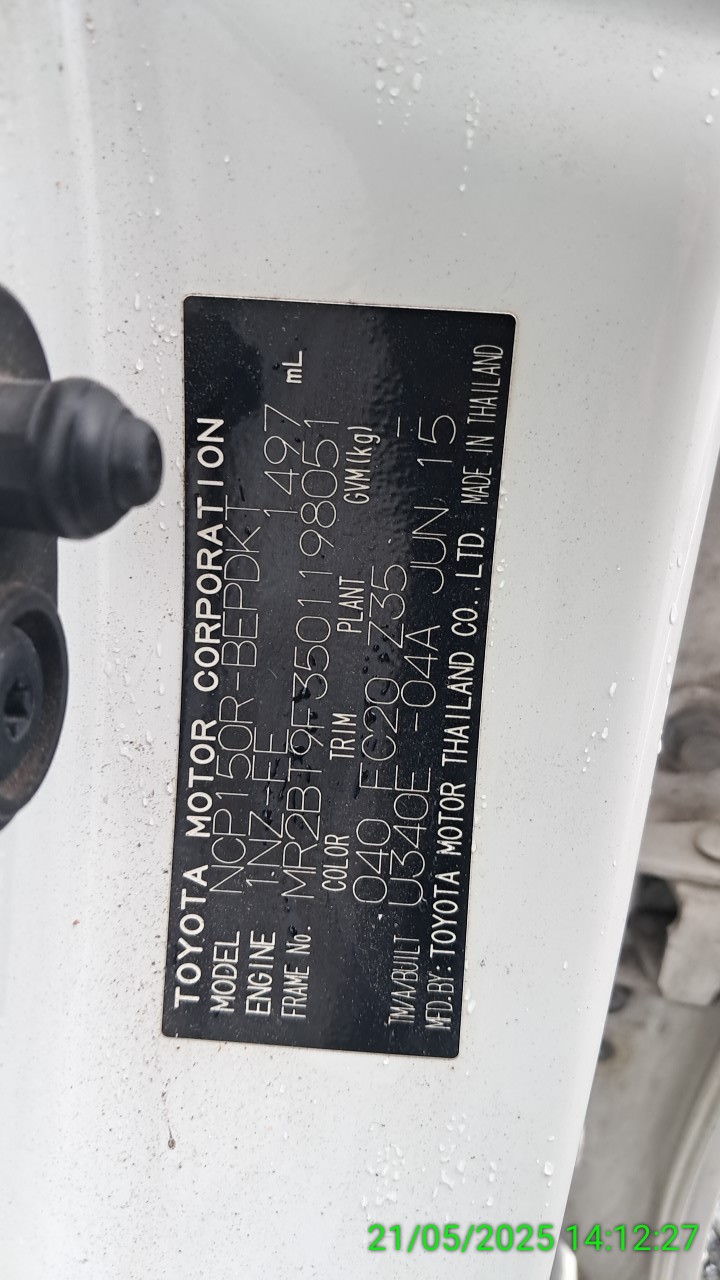 TOYOTA MOTOR CORPORATION
MODEL NCP150R-BEPDKT
ENGINE 1NZ-FE 1497 mL
FRAME No. MR2BT9F3501198051
COLOR TRIM PLANT GVM(kg)
040 FC20 Z35 -
TM/A/BUILT U340E -04A JUN, 15
MFD.BY: TOYOTA MOTOR THAILAND CO., LTD. MADE IN THAILAND
21/05/2025 14:12:27